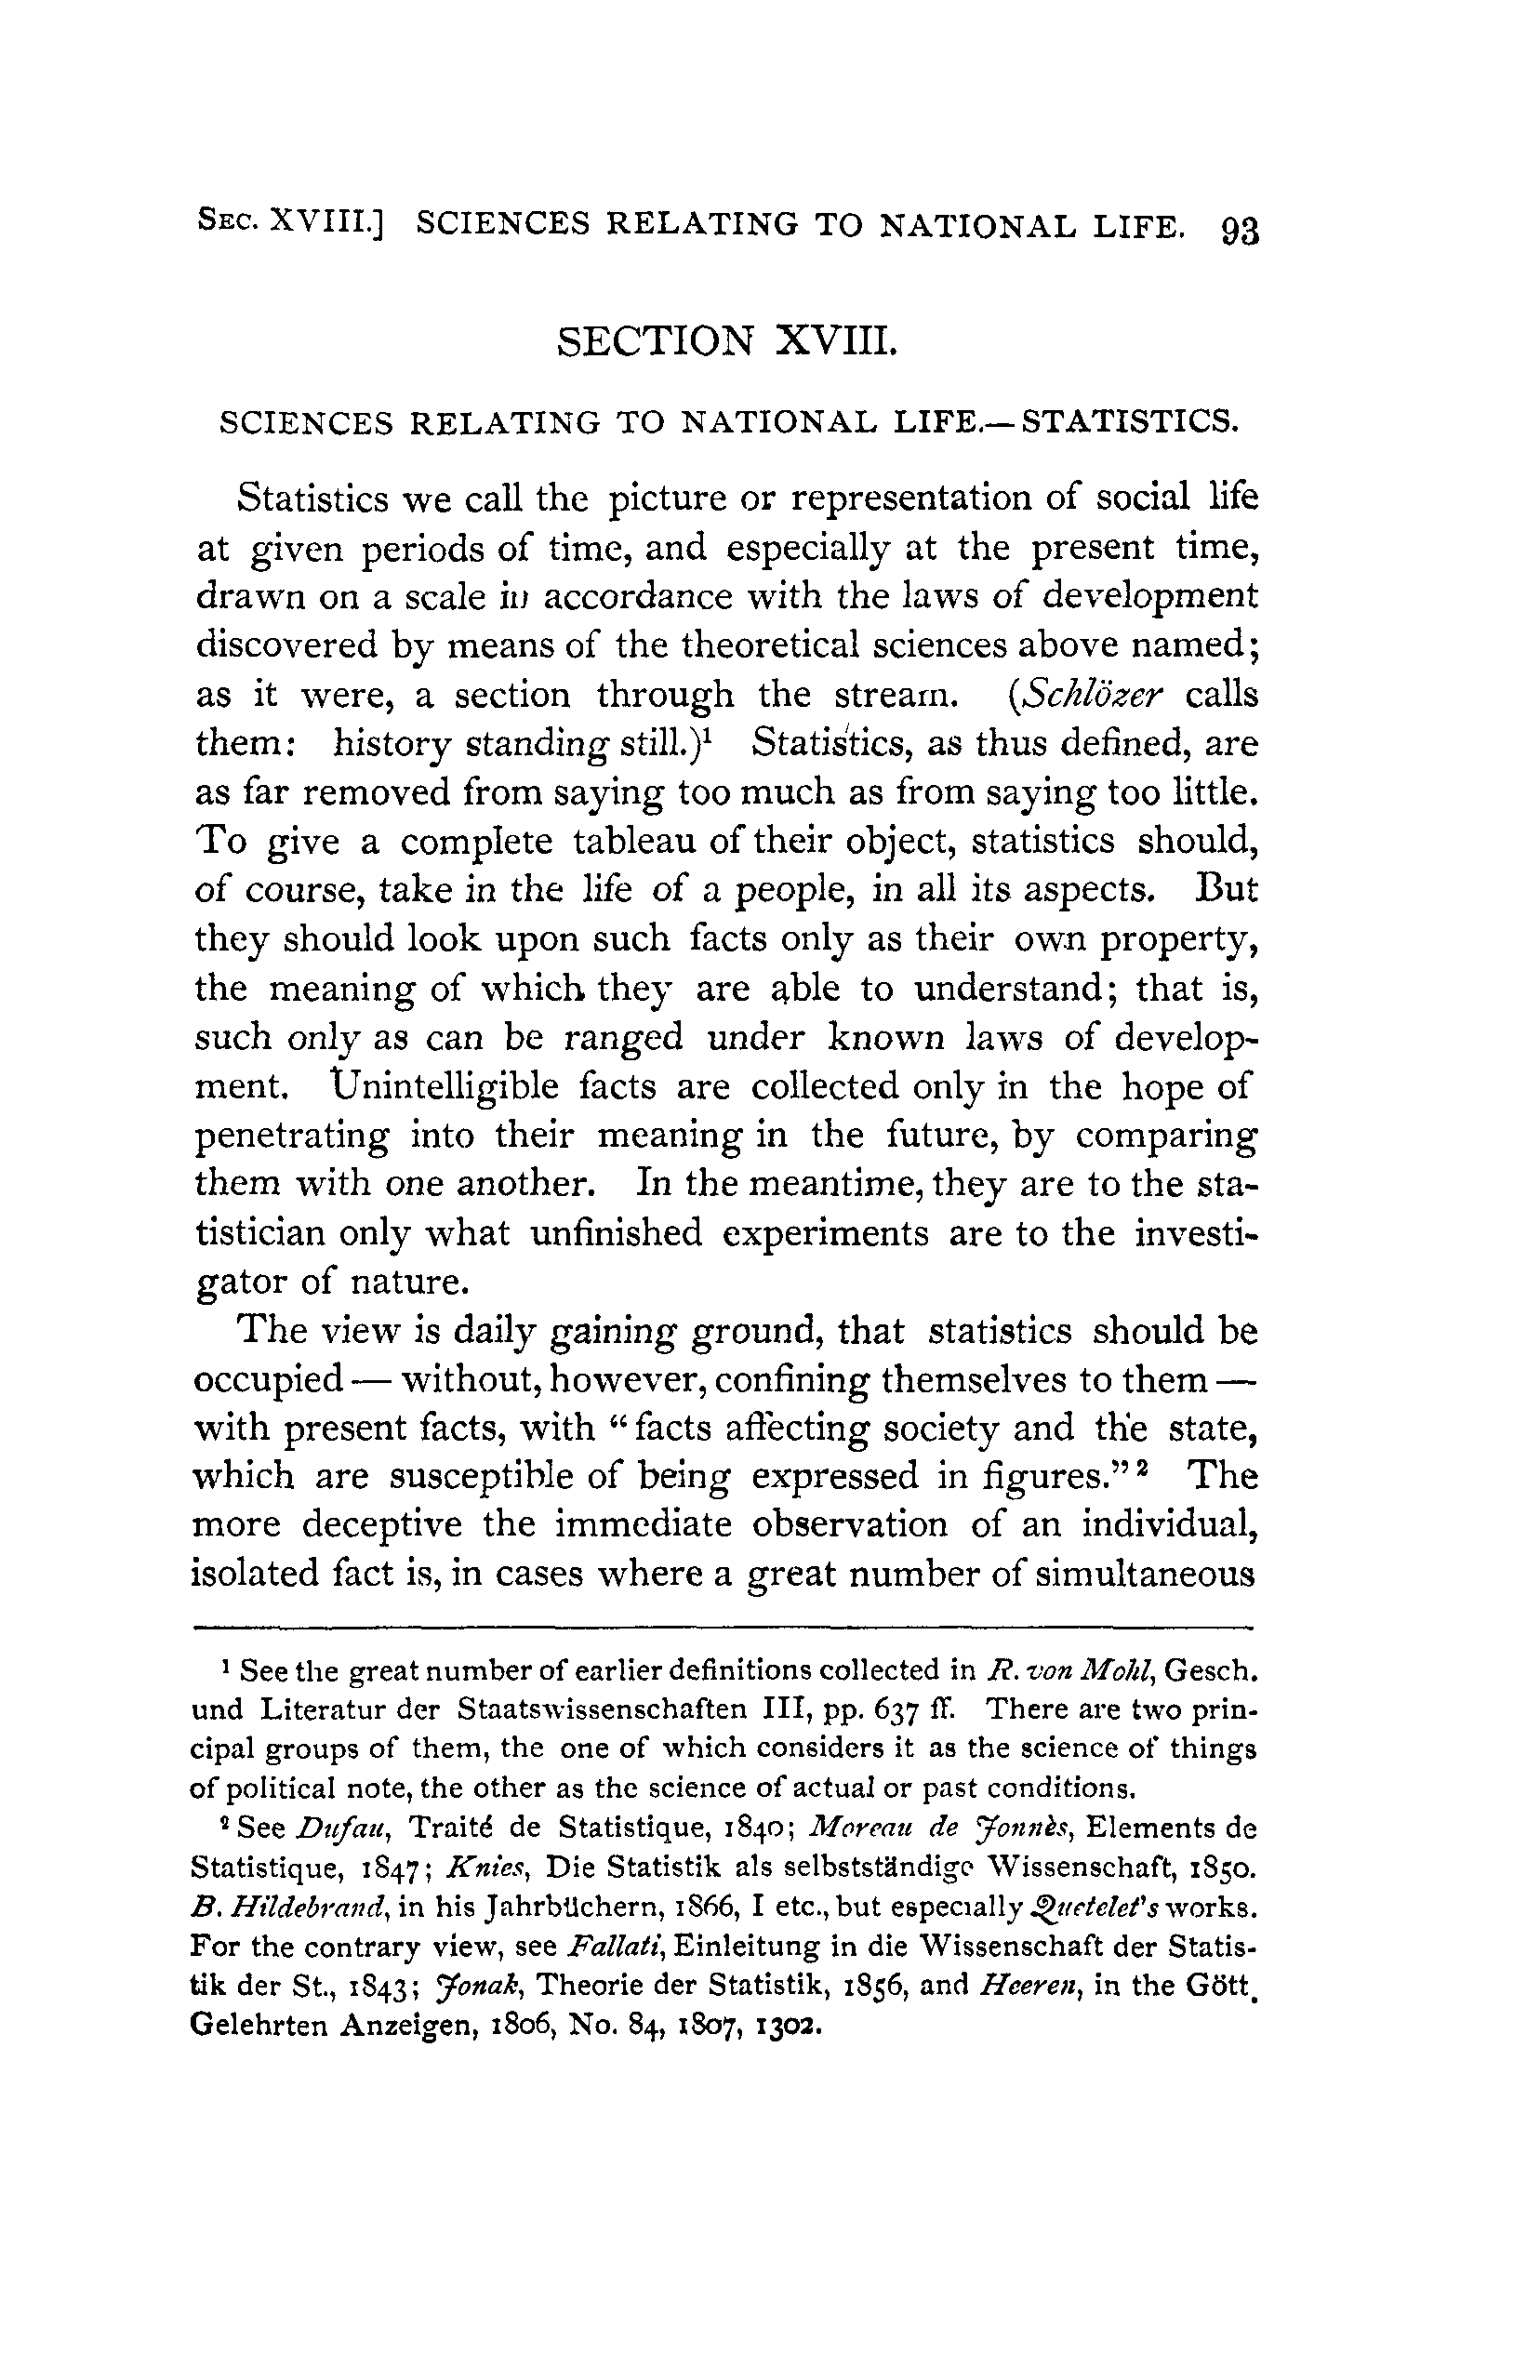 SEC. XVIII.] SCIENCES RELATING TO NATIONAL LIFE. 93
SECTION XVIII.
SCIENCES RELATING TO NATIONAL LIFE.—STATISTICS.
Statistics we call the picture or representation of social life
at given periods of time, and especially at the present time,
drawn on a scale in accordance with the laws of development
discovered by means of the theoretical sciences above named;
as it were, a section through the stream. (Schlözer calls
them: history standing still.)¹ Statistics, as thus defined, are
as far removed from saying too much as from saying too little.
To give a complete tableau of their object, statistics should,
of course, take in the life of a people, in all its aspects. But
they should look upon such facts only as their own property,
the meaning of which they are able to understand; that is,
such only as can be ranged under known laws of develop-
ment. Unintelligible facts are collected only in the hope of
penetrating into their meaning in the future, by comparing
them with one another. In the meantime, they are to the sta-
tistician only what unfinished experiments are to the investi-
gator of nature.
The view is daily gaining ground, that statistics should be
occupied — without, however, confining themselves to them —
with present facts, with "facts affecting society and the state,
which are susceptible of being expressed in figures."² The
more deceptive the immediate observation of an individual,
isolated fact is, in cases where a great number of simultaneous
¹ See the great number of earlier definitions collected in R. von Mohl, Gesch.
und Literatur der Staatswissenschaften III, pp. 637 ff. There are two prin-
cipal groups of them, the one of which considers it as the science of things
of political note, the other as the science of actual or past conditions.
² See Dufau, Traité de Statistique, 1840; Moreau de Jonnès, Elements de
Statistique, 1847; Knies, Die Statistik als selbstständige Wissenschaft, 1850.
B. Hildebrand, in his Jahrbüchern, 1866, I etc., but especially Quetelet's works.
For the contrary view, see Fallati, Einleitung in die Wissenschaft der Statis-
tik der St., 1843; Jonak, Theorie der Statistik, 1856, and Heeren, in the Gött.
Gelehrten Anzeigen, 1806, No. 84, 1807, 1302.